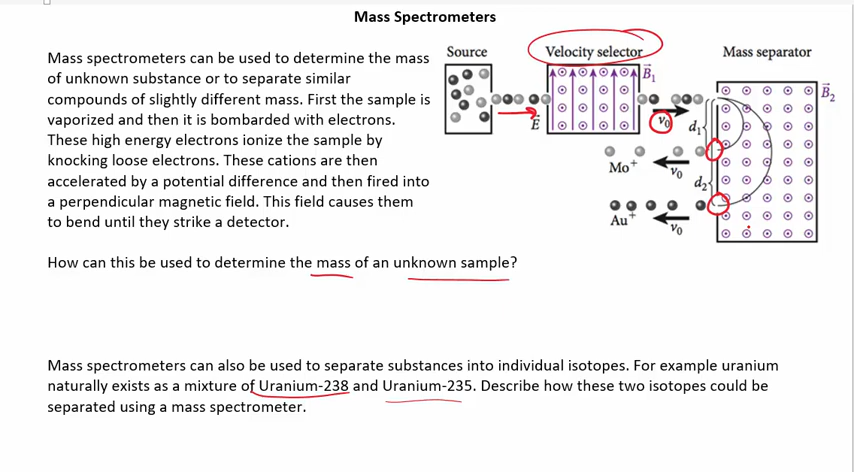 Mass Spectrometers
Mass spectrometers can be used to determine the mass
of unknown substance or to separate similar
compounds of slightly different mass. First the sample is
vaporized and then it is bombarded with electrons.
These high energy electrons ionize the sample by
knocking loose electrons. These cations are then
accelerated by a potential difference and then fired into
a perpendicular magnetic field. This field causes them
to bend until they strike a detector.
Source
Velocity selector
Mass separator
B⃗₁
B⃗₂
E⃗
v₀
d₁
Mo⁺
v₀
d₂
Au⁺
v₀
How can this be used to determine the mass of an unknown sample?
Mass spectrometers can also be used to separate substances into individual isotopes. For example uranium
naturally exists as a mixture of Uranium-238 and Uranium-235. Describe how these two isotopes could be
separated using a mass spectrometer.